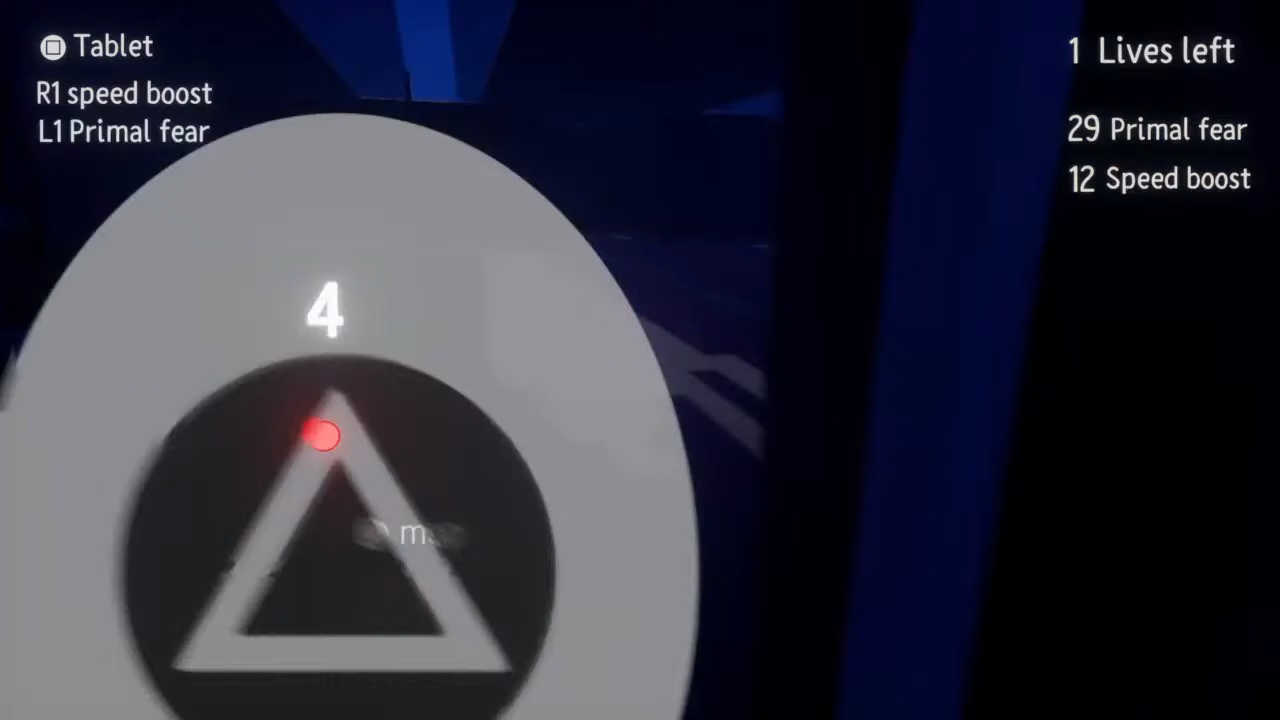 Tablet
R1 speed boost
L1 Primal fear
1 Lives left
29 Primal fear
12 Speed boost
4